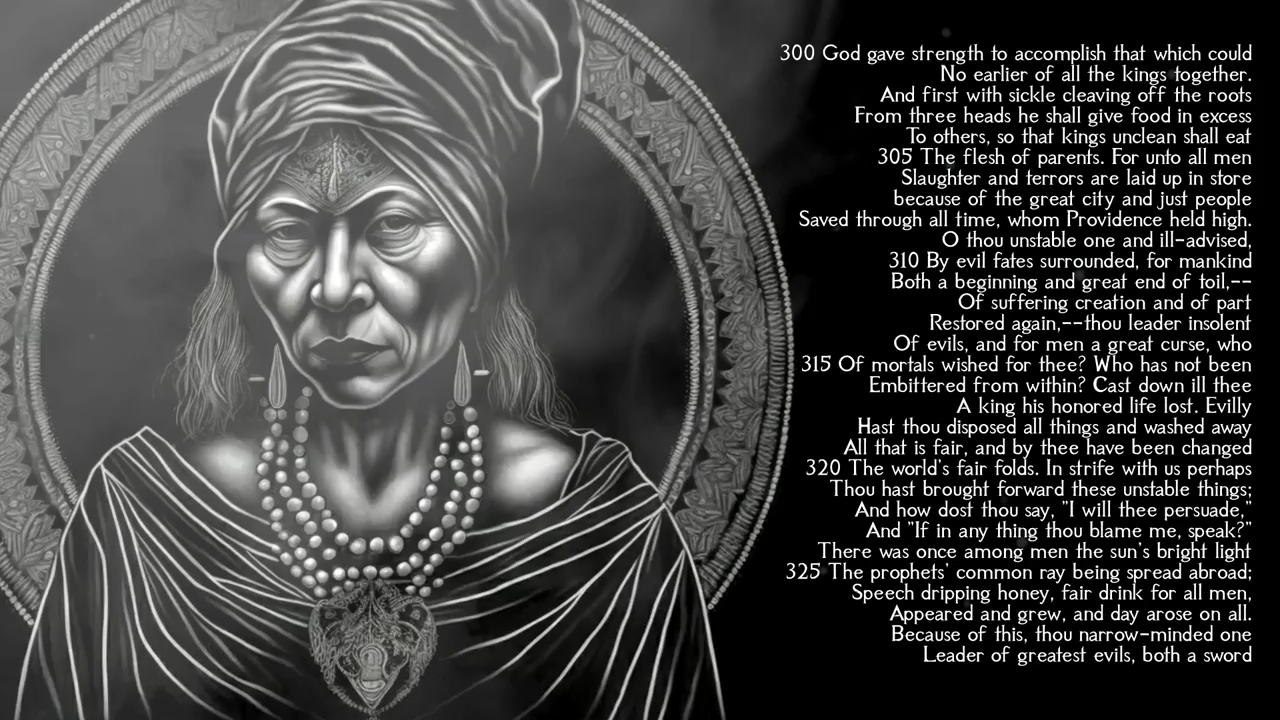 300 God gave strength to accomplish that which could
No earlier of all the kings together.
And first with sickle cleaving off the roots
From three heads he shall give food in excess
To others, so that kings unclean shall eat
305 The flesh of parents. For unto all men
Slaughter and terrors are laid up in store
because of the great city and just people
Saved through all time, whom Providence held high.
O thou unstable one and ill-advised,
310 By evil fates surrounded, for mankind
Both a beginning and great end of toil,--
Of suffering creation and of part
Restored again,--thou leader insolent
Of evils, and for men a great curse, who
315 Of mortals wished for thee? Who has not been
Embittered from within? Cast down ill thee
A king his honored life lost. Evilly
Hast thou disposed all things and washed away
All that is fair, and by thee have been changed
320 The world's fair folds. In strife with us perhaps
Thou hast brought forward these unstable things;
And how dost thou say, "I will thee persuade,"
And "If in any thing thou blame me, speak?"
There was once among men the sun's bright light
325 The prophets' common ray being spread abroad;
Speech dripping honey, fair drink for all men,
Appeared and grew, and day arose on all.
Because of this, thou narrow-minded one
Leader of greatest evils, both a sword